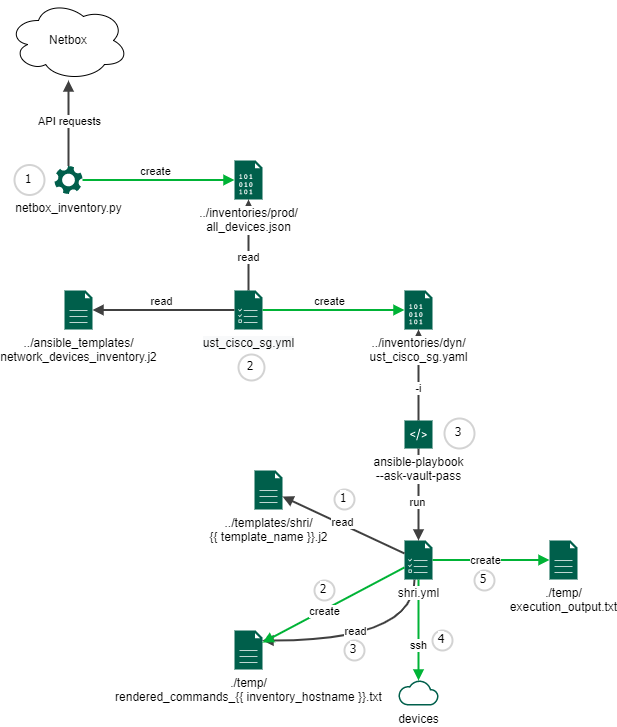 Netbox
API requests
1
create
netbox_inventory.py
101
010
101
../inventories/prod/
all_devices.json
read
read
create
101
010
101
../ansible_templates/
network_devices_inventory.j2
ust_cisco_sg.yml
2
../inventories/dyn/
ust_cisco_sg.yaml
-i
</>
3
ansible-playbook
--ask-vault-pass
run
1
read
../templates/shri/
{{ template_name }}.j2
create
5
shri.yml
./temp/
execution_output.txt
2
create
read
3
ssh
4
./temp/
rendered_commands_{{ inventory_hostname }}.txt
devices